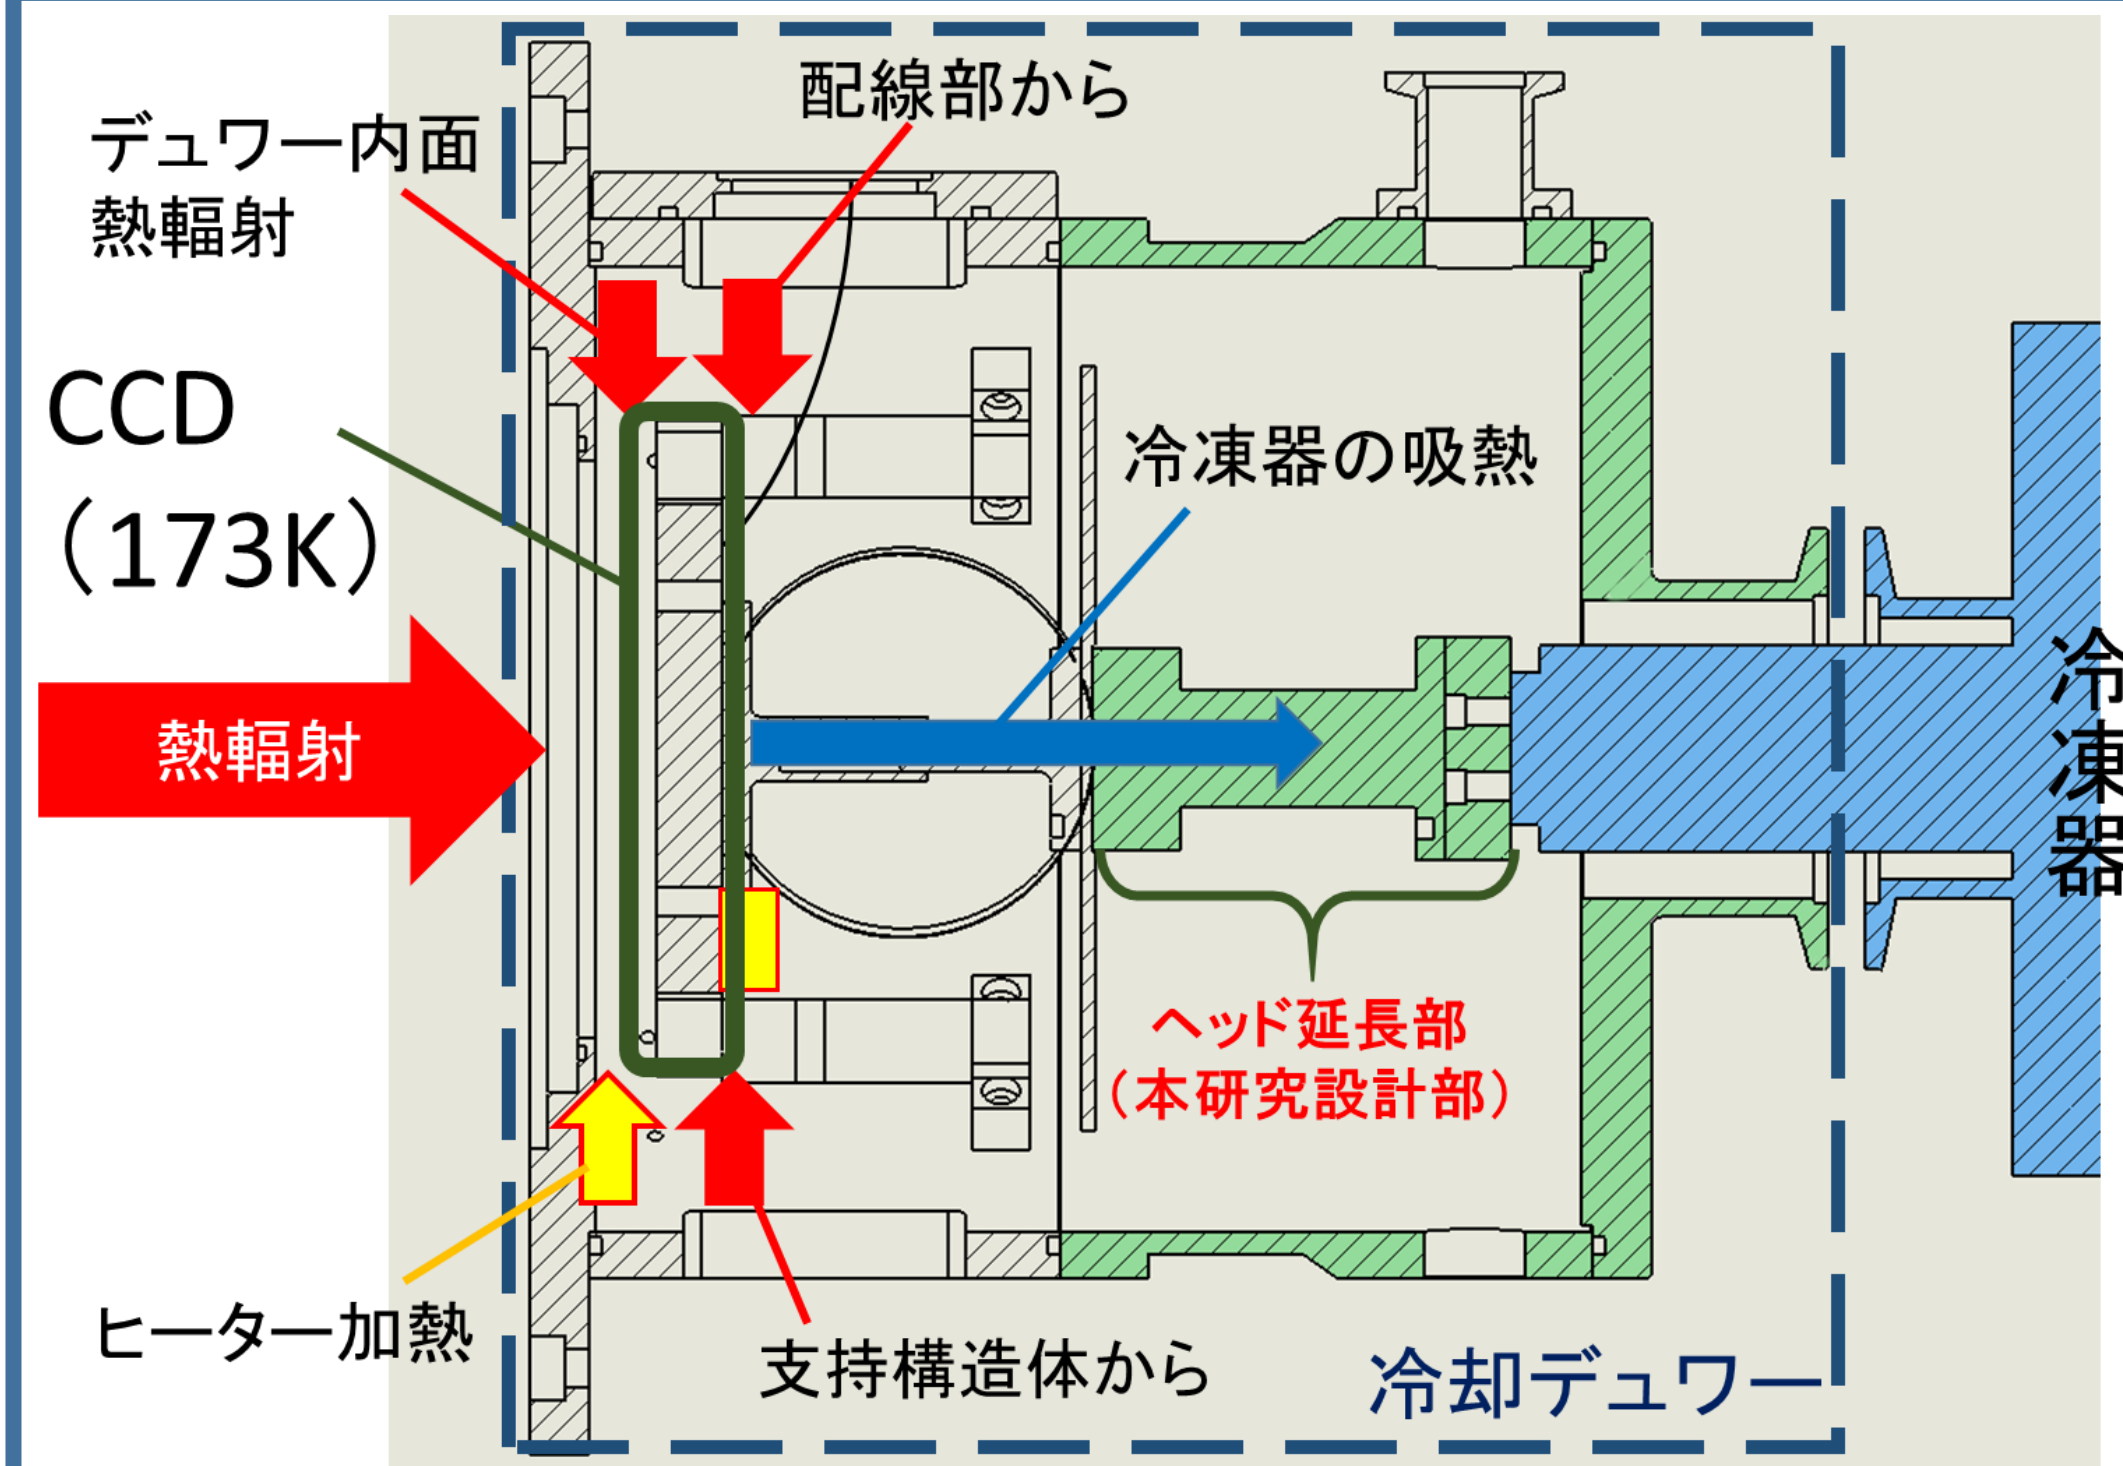 配線部から
デュワー内面
熱輻射
CCD
（173K）
冷凍器の吸熱
熱輻射
冷凍器
ヘッド延長部
（本研究設計部）
ヒーター加熱
支持構造体から
冷却デュワー